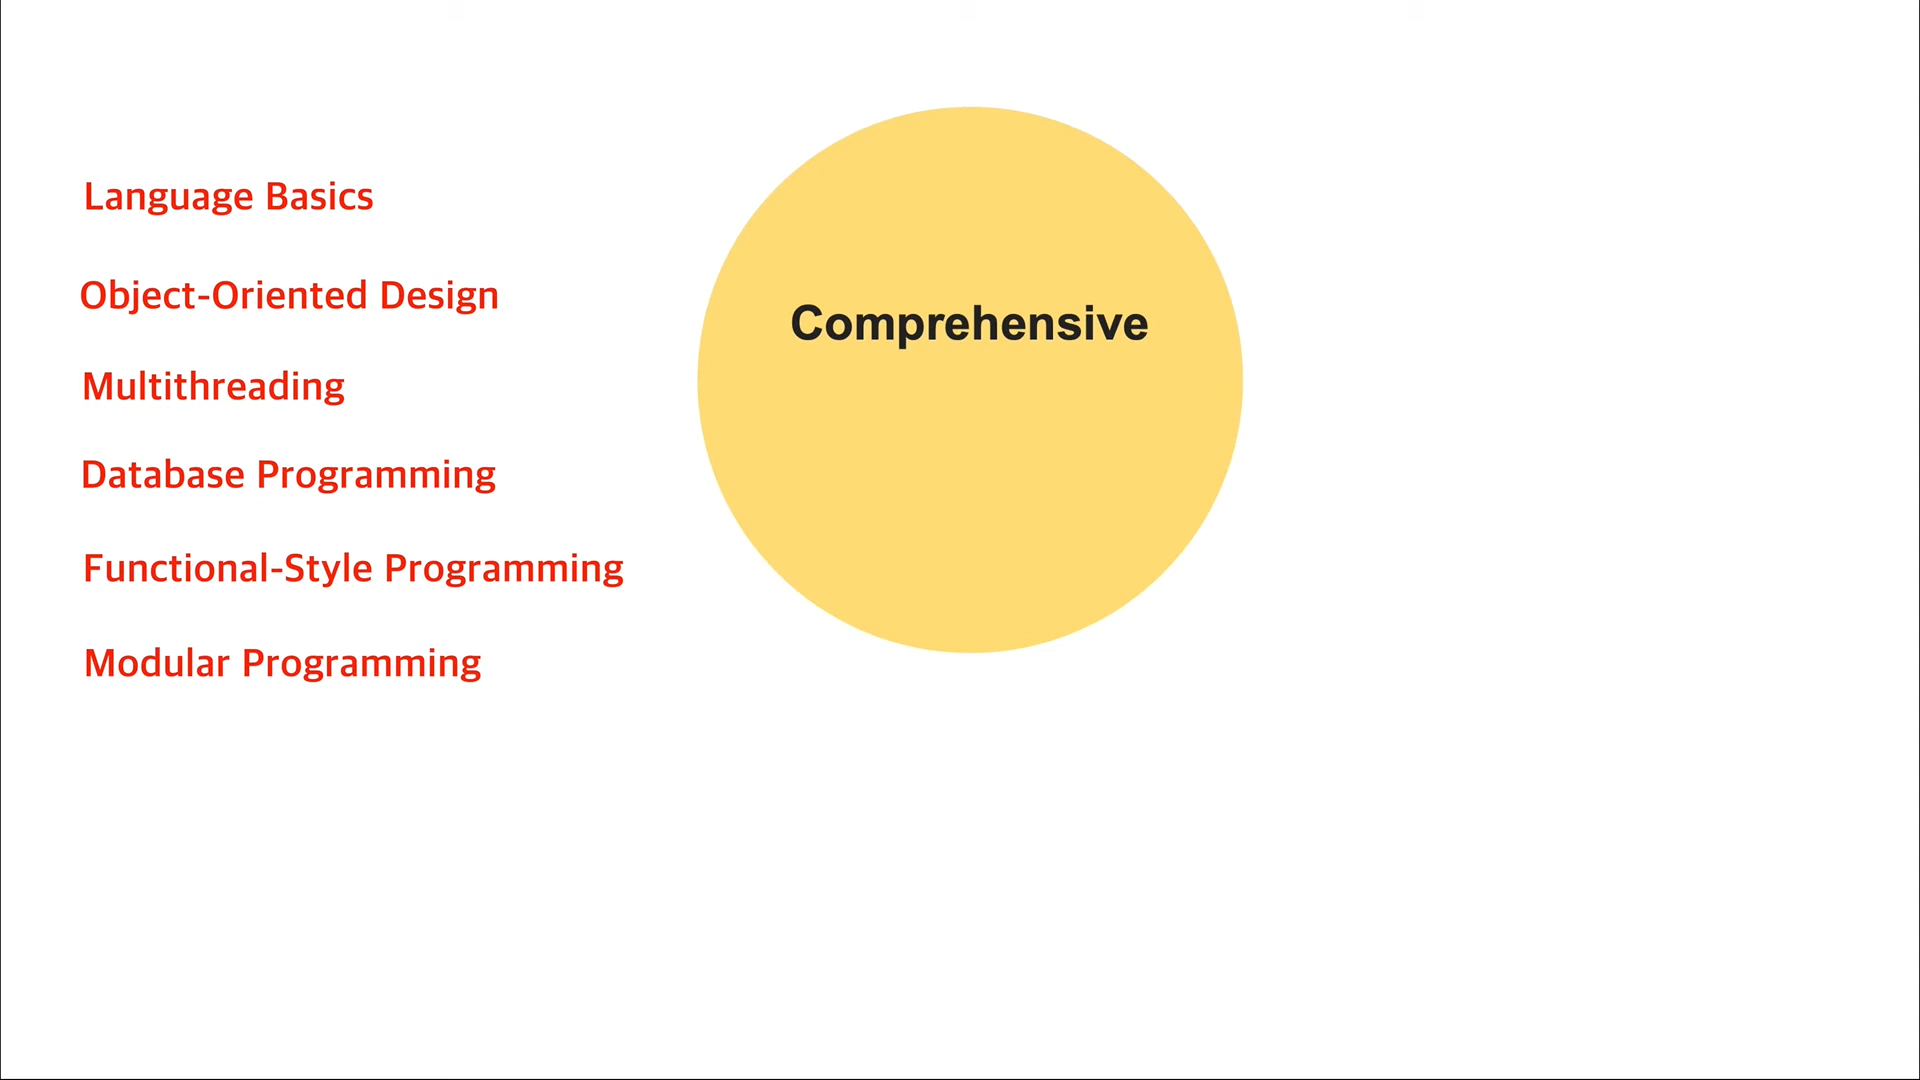 Language Basics
Object-Oriented Design
Multithreading
Database Programming
Functional-Style Programming
Modular Programming
Comprehensive